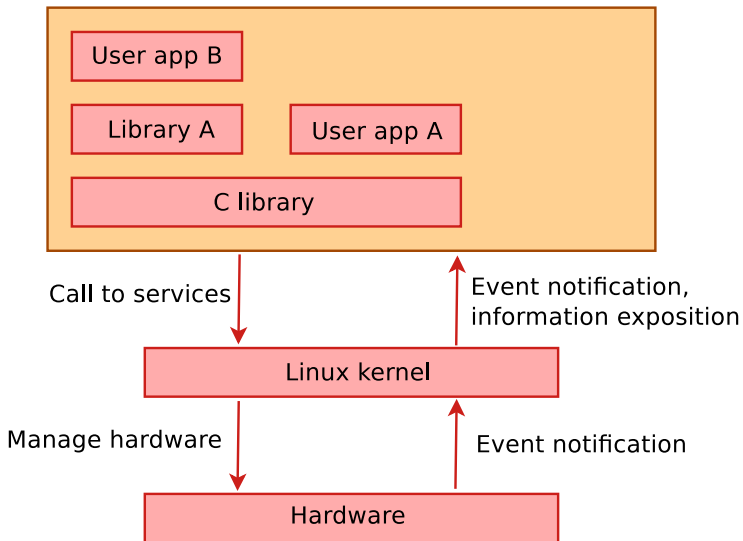 User app B
Library A
User app A
C library
Call to services
Event notification,
information exposition
Linux kernel
Manage hardware
Event notification
Hardware